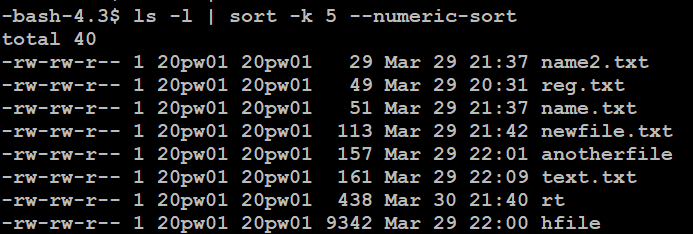 -bash-4.3$ ls -l | sort -k 5 --numeric-sort
total 40
-rw-rw-r-- 1 20pw01 20pw01   29 Mar 29 21:37 name2.txt
-rw-rw-r-- 1 20pw01 20pw01   49 Mar 29 20:31 reg.txt
-rw-rw-r-- 1 20pw01 20pw01   51 Mar 29 21:37 name.txt
-rw-rw-r-- 1 20pw01 20pw01  113 Mar 29 21:42 newfile.txt
-rw-rw-r-- 1 20pw01 20pw01  157 Mar 29 22:01 anotherfile
-rw-rw-r-- 1 20pw01 20pw01  161 Mar 29 22:09 text.txt
-rw-rw-r-- 1 20pw01 20pw01  438 Mar 30 21:40 rt
-rw-rw-r-- 1 20pw01 20pw01 9342 Mar 29 22:00 hfile